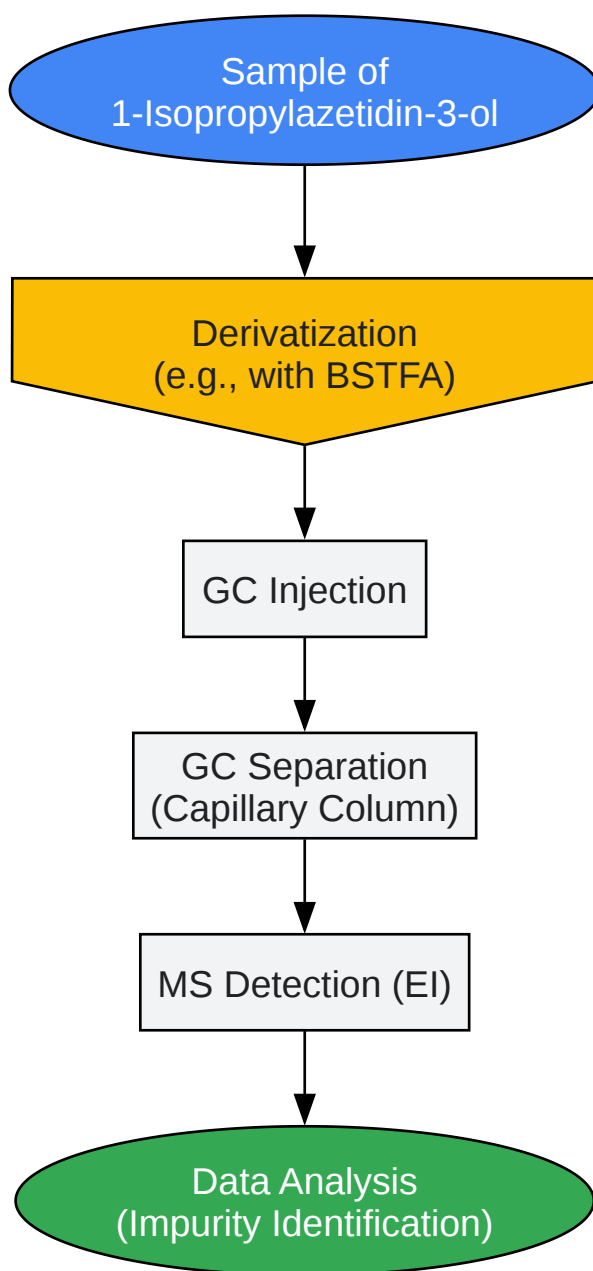 Sample of
1-Isopropylazetidin-3-ol
Derivatization
(e.g., with BSTFA)
GC Injection
GC Separation
(Capillary Column)
MS Detection (EI)
Data Analysis
(Impurity Identification)